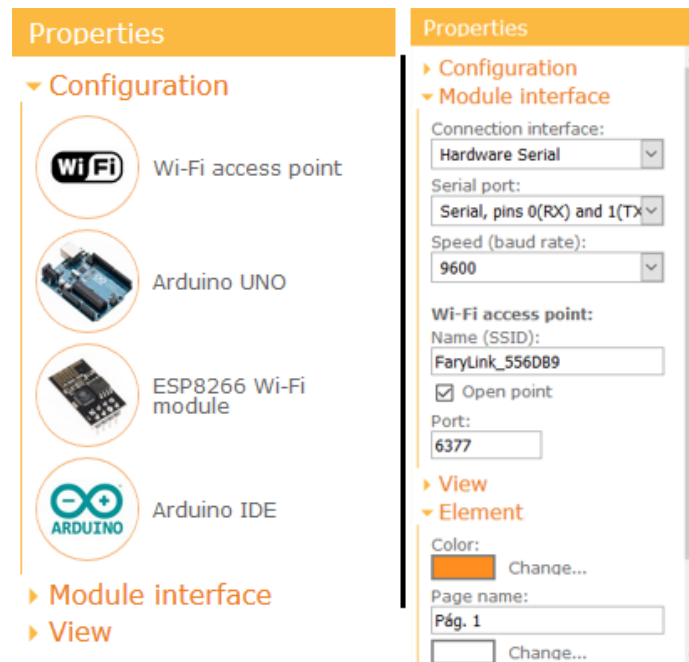 Properties
Configuration
Wi Fi
Wi-Fi access point
Arduino UNO
ESP8266 Wi-Fi
module
ARDUINO
Arduino IDE
Module interface
View
Properties
Configuration
Module interface
Connection interface:
Hardware Serial
Serial port:
Serial, pins 0(RX) and 1(TX
Speed (baud rate):
9600
Wi-Fi access point:
Name (SSID):
FaryLink_556DB9
Open point
Port:
6377
View
Element
Color:
Change...
Page name:
Pág. 1
Change...